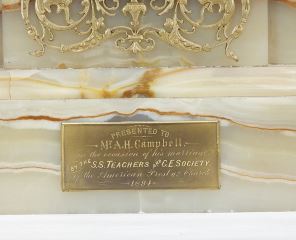 PRESENTED TO
Mr. A.H. Campbell.
on the occasion of his marriage
BY THE S.S. TEACHERS AND C.E. SOCIETY
of the American Presby. Church
1894